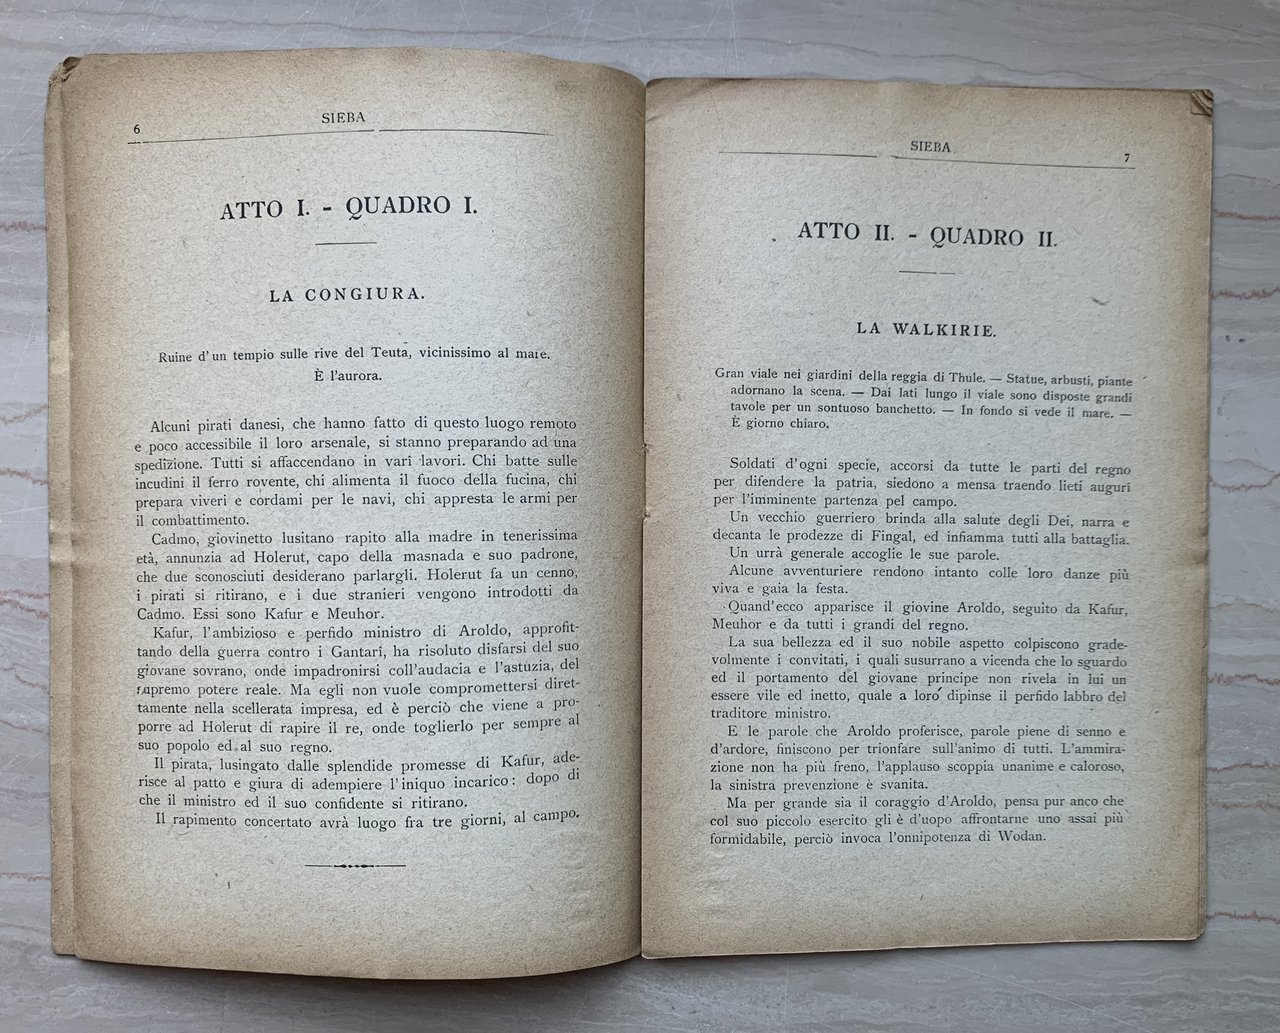 6
SIEBA
ATTO I. - QUADRO I.
LA CONGIURA.
Ruine d'un tempio sulle rive del Teuta, vicinissimo al mare.
È l'aurora.
Alcuni pirati danesi, che hanno fatto di questo luogo remoto
e poco accessibile il loro arsenale, si stanno preparando ad una
spedizione. Tutti si affaccendano in varî lavori. Chi batte sulle
incudini il ferro rovente, chi alimenta il fuoco della fucina, chi
prepara viveri e cordami per le navi, chi appresta le armi per
il combattimento.
Cadmo, giovinetto lusitano rapito alla madre in tenerissima
età, annunzia ad Holerut, capo della masnada e suo padrone,
che due sconosciuti desiderano parlargli. Holerut fa un cenno,
i pirati si ritirano, e i due stranieri vengono introdotti da
Cadmo. Essi sono Kafur e Meuhor.
Kafur, l'ambizioso e perfido ministro di Aroldo, approfit-
tando della guerra contro i Gantari, ha risoluto disfarsi del suo
giovane sovrano, onde impadronirsi coll'audacia e l'astuzia, del
supremo potere reale. Ma egli non vuole compromettersi diret-
tamente nella scellerata impresa, ed è perciò che viene a pro-
porre ad Holerut di rapire il re, onde toglierlo per sempre al
suo popolo ed al suo regno.
Il pirata, lusingato dalle splendide promesse di Kafur, ade-
risce al patto e giura di adempiere l'iniquo incarico: dopo di
che il ministro ed il suo confidente si ritirano.
Il rapimento concertato avrà luogo fra tre giorni, al campo.
SIEBA
7
ATTO II. - QUADRO II.
LA WALKIRIE.
Gran viale nei giardini della reggia di Thule. — Statue, arbusti, piante
adornano la scena. — Dai lati lungo il viale sono disposte grandi
tavole per un sontuoso banchetto. — In fondo si vede il mare. —
È giorno chiaro.
Soldati d'ogni specie, accorsi da tutte le parti del regno
per difendere la patria, siedono a mensa traendo lieti auguri
per l'imminente partenza pel campo.
Un vecchio guerriero brinda alla salute degli Dei, narra e
decanta le prodezze di Fingal, ed infiamma tutti alla battaglia.
Un urrà generale accoglie le sue parole.
Alcune avventuriere rendono intanto colle loro danze più
viva e gaia la festa.
Quand'ecco apparisce il giovine Aroldo, seguito da Kafur,
Meuhor e da tutti i grandi del regno.
La sua bellezza ed il suo nobile aspetto colpiscono grade-
volmente i convitati, i quali susurrano a vicenda che lo sguardo
ed il portamento del giovane principe non rivela in lui un
essere vile ed inetto, quale a loro dipinse il perfido labbro del
traditore ministro.
E le parole che Aroldo proferisce, parole piene di senno e
d'ardore, finiscono per trionfare sull'animo di tutti. L'ammira-
zione non ha più freno, l'applauso scoppia unanime e caloroso,
la sinistra prevenzione è svanita.
Ma per grande sia il coraggio d'Aroldo, pensa pur anco che
col suo piccolo esercito gli è d'uopo affrontarne uno assai più
formidabile, perciò invoca l'onnipotenza di Wodan.